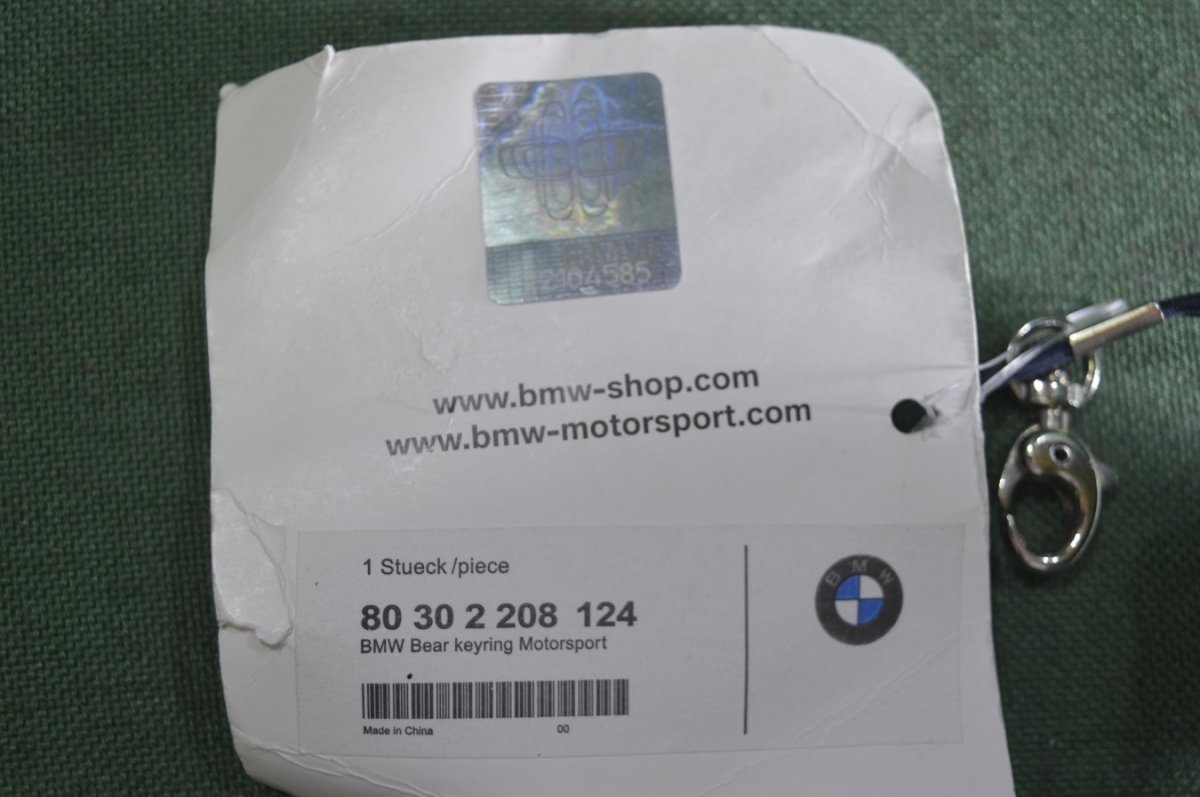 2104585
www.bmw-shop.com
www.bmw-motorsport.com
1 Stueck/piece
80 30 2 208 124
BMW Bear keyring Motorsport
BMW
Made in China 00